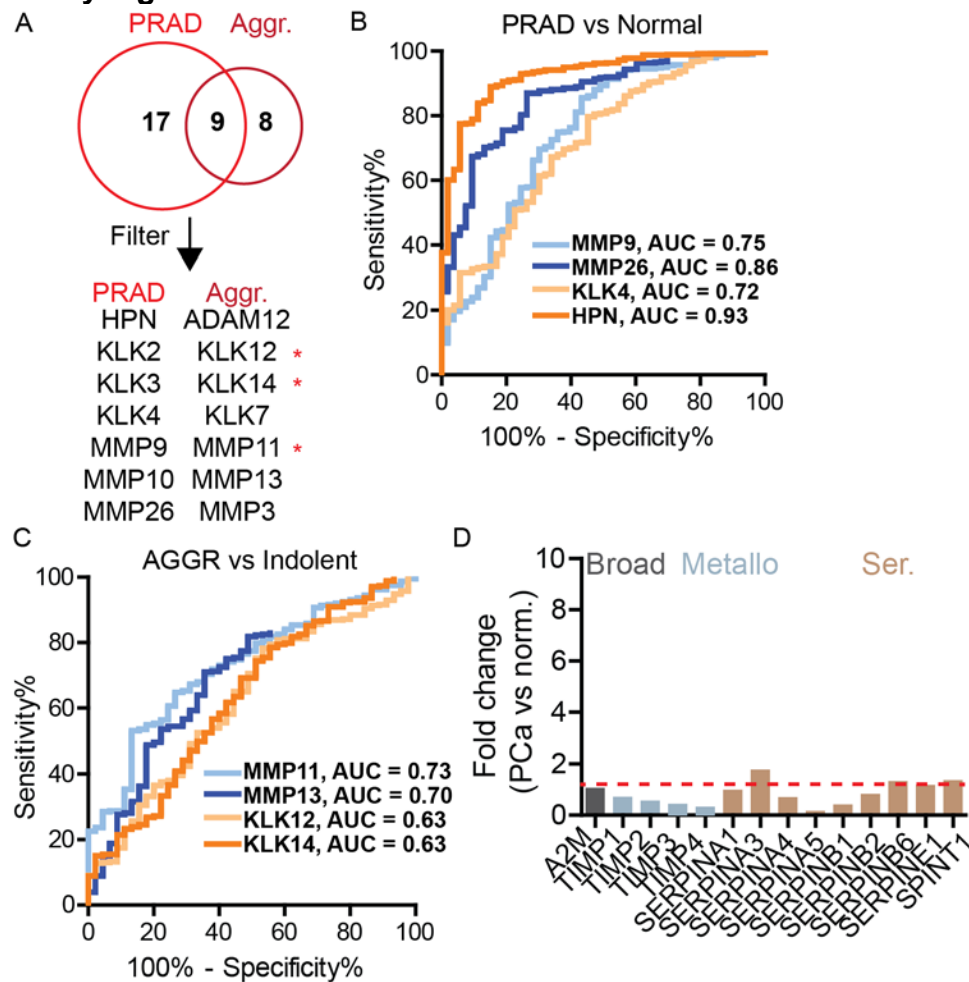 A
PRAD Aggr.
17 9 8
Filter
PRAD Aggr.
HPN ADAM12
KLK2 KLK12 *
KLK3 KLK14 *
KLK4 KLK7
MMP9 MMP11 *
MMP10 MMP13
MMP26 MMP3
B
PRAD vs Normal
Sensitivity%
100
80
60
40
20
0
MMP9, AUC = 0.75
MMP26, AUC = 0.86
KLK4, AUC = 0.72
HPN, AUC = 0.93
0 20 40 60 80 100
100% - Specificity%
C
AGGR vs Indolent
Sensitivity%
100
80
60
40
20
0
MMP11, AUC = 0.73
MMP13, AUC = 0.70
KLK12, AUC = 0.63
KLK14, AUC = 0.63
0 20 40 60 80 100
100% - Specificity%
D
Broad Metallo Ser.
Fold change
(PCa vs norm.)
10
8
6
4
2
0
A2M
TIMP1
TIMP2
TIMP3
TIMP4
SERPINA1
SERPINA3
SERPINA4
SERPINA5
SERPINB1
SERPINB2
SERPINB6
SERPINE1
SPINT1